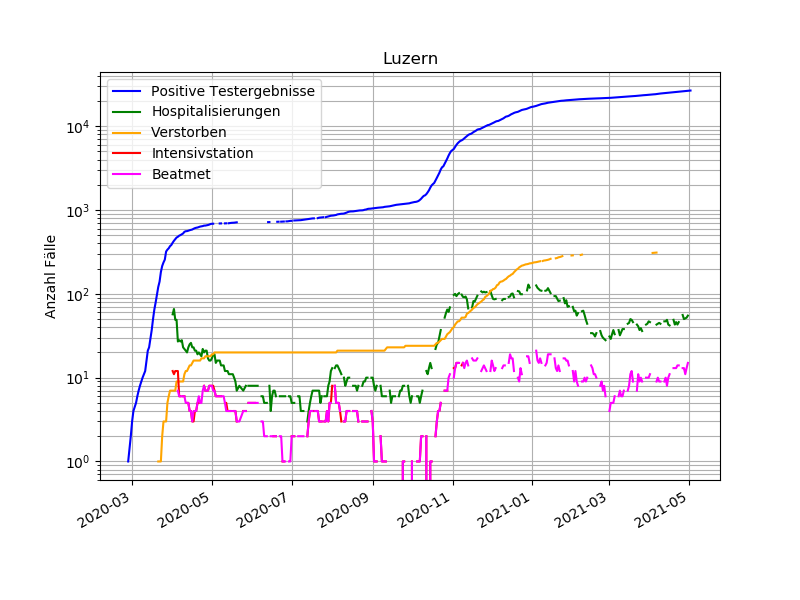 Luzern
Positive Testergebnisse
Hospitalisierungen
Verstorben
Intensivstation
Beatmet
Anzahl Fälle
10⁴
10³
10²
10¹
10⁰
2020-03
2020-05
2020-07
2020-09
2020-11
2021-01
2021-03
2021-05